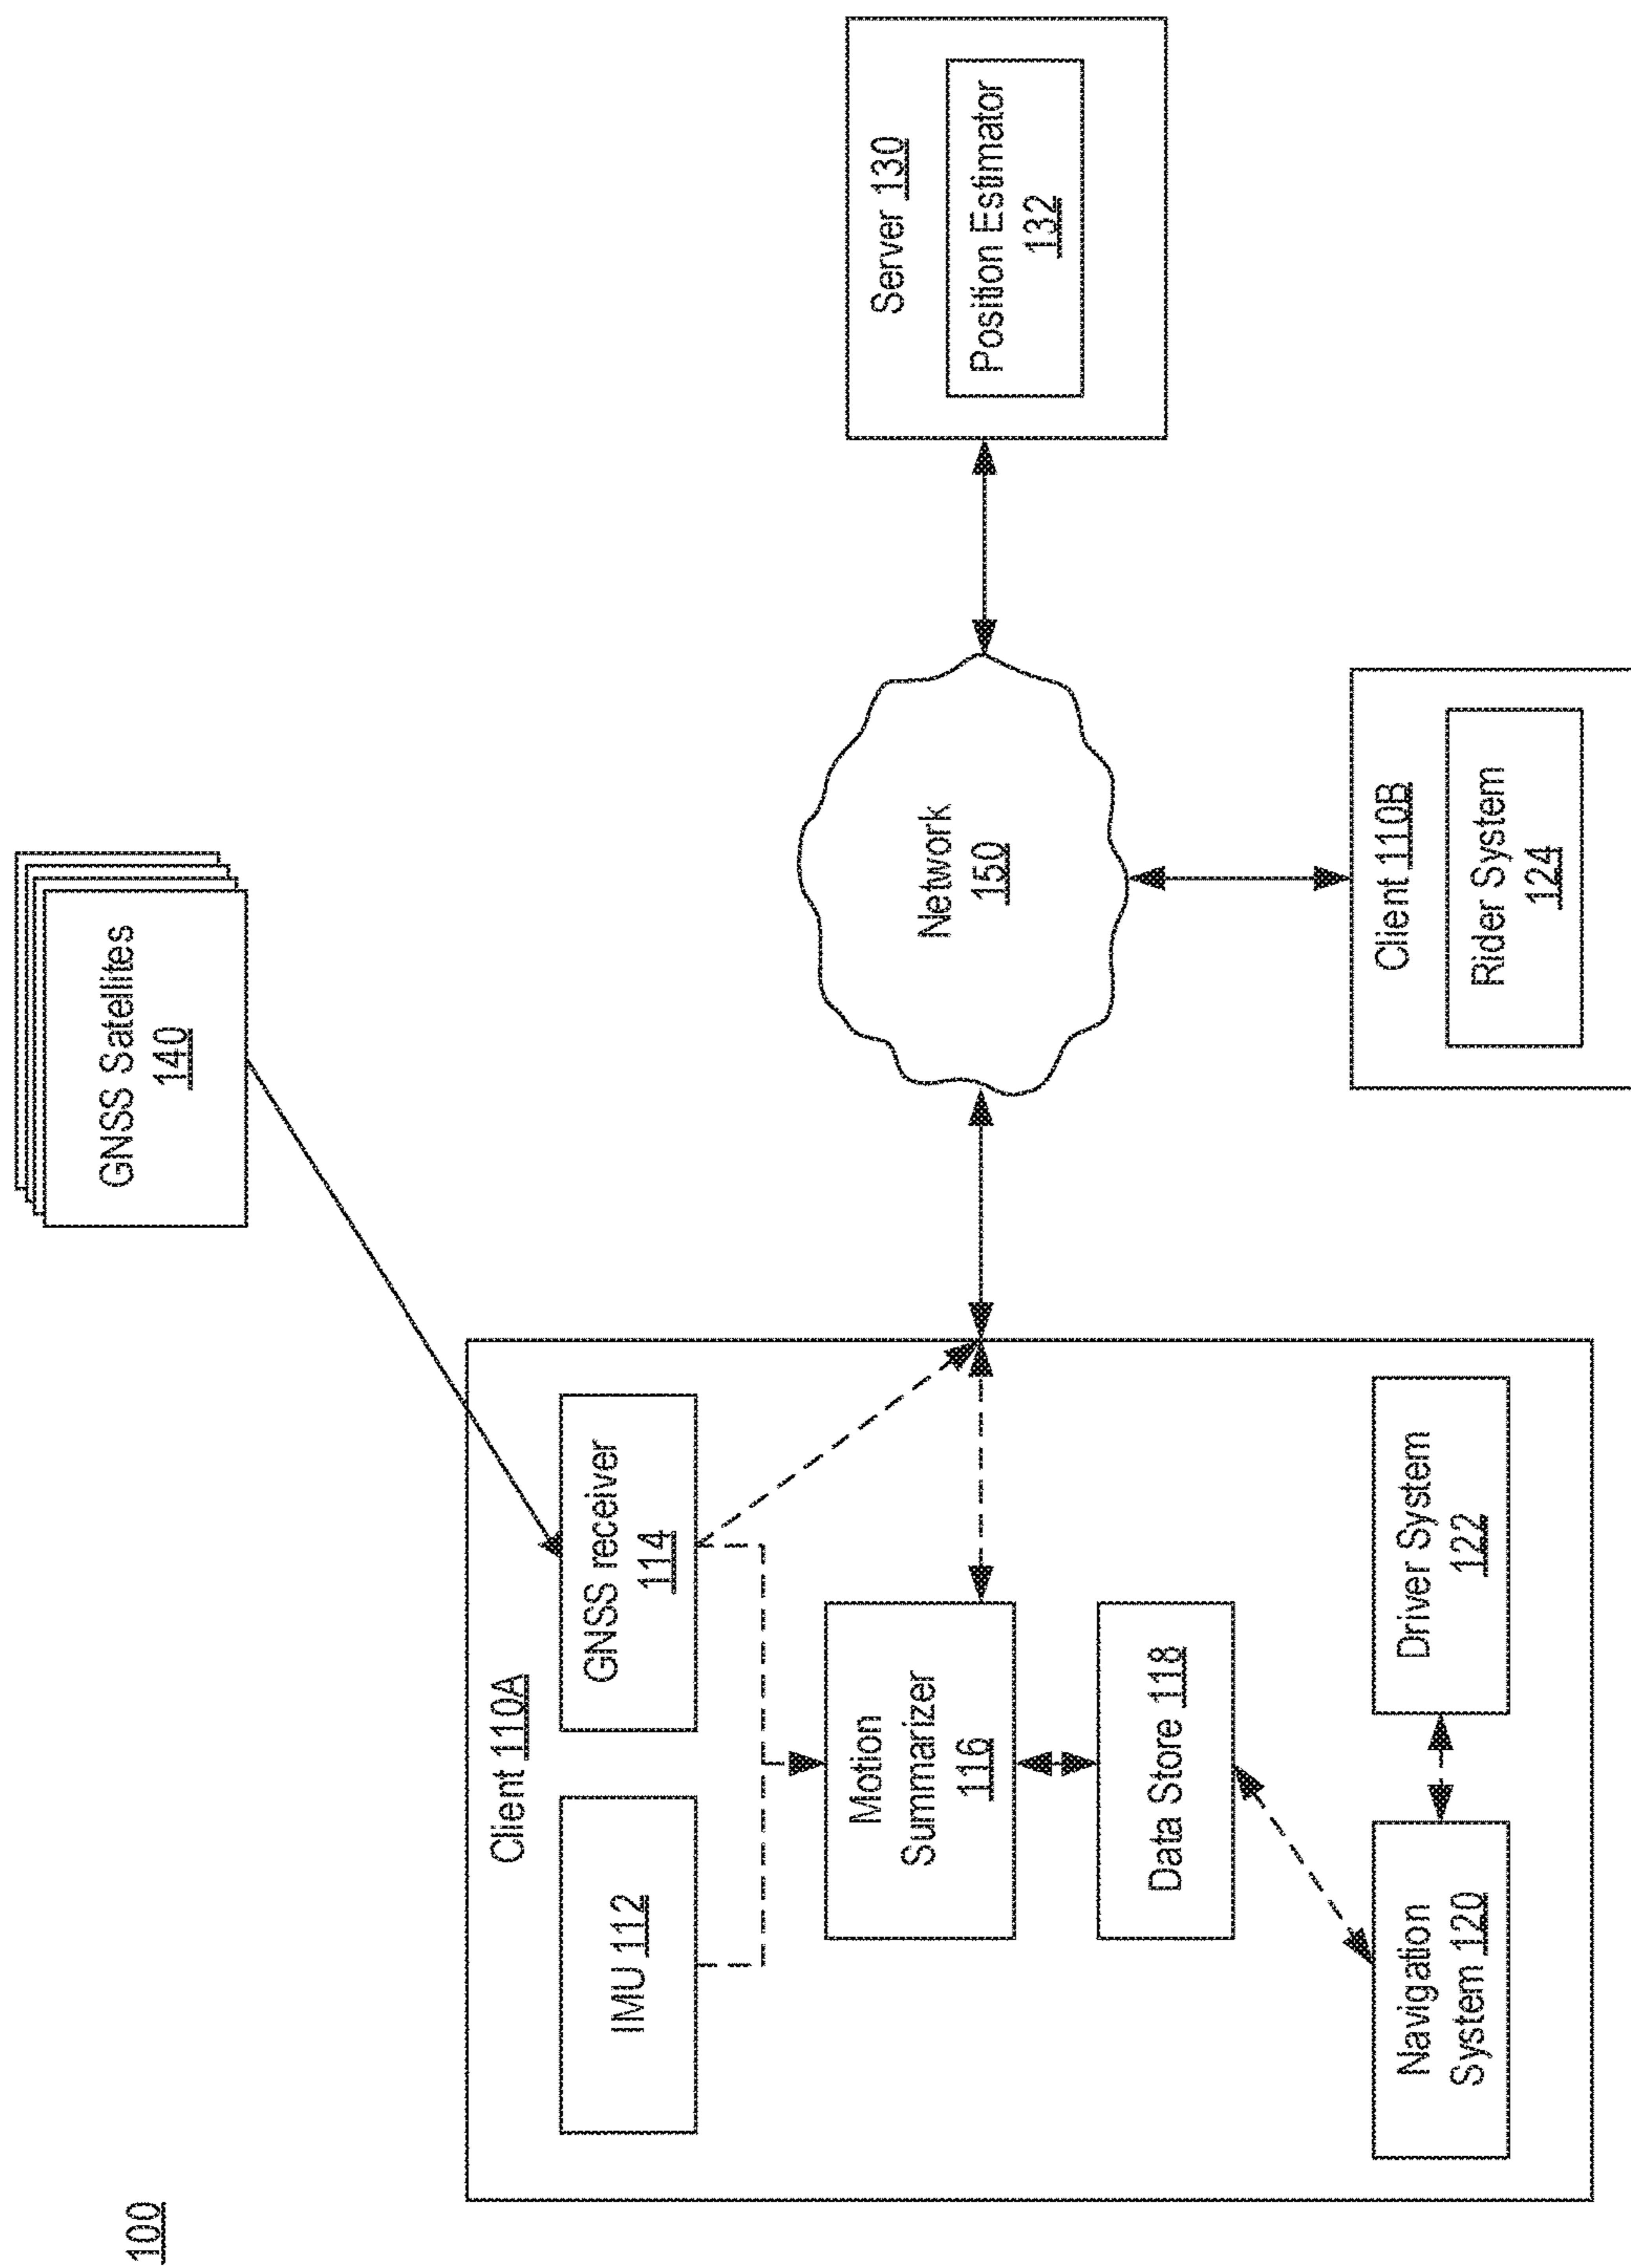 100
GNSS Satellites
140
Client 110A
IMU 112
GNSS receiver
114
Motion
Summarizer
116
Data Store 118
Navigation
System 120
Driver System
122
Network
150
Server 130
Position Estimator
132
Client 110B
Rider System
124